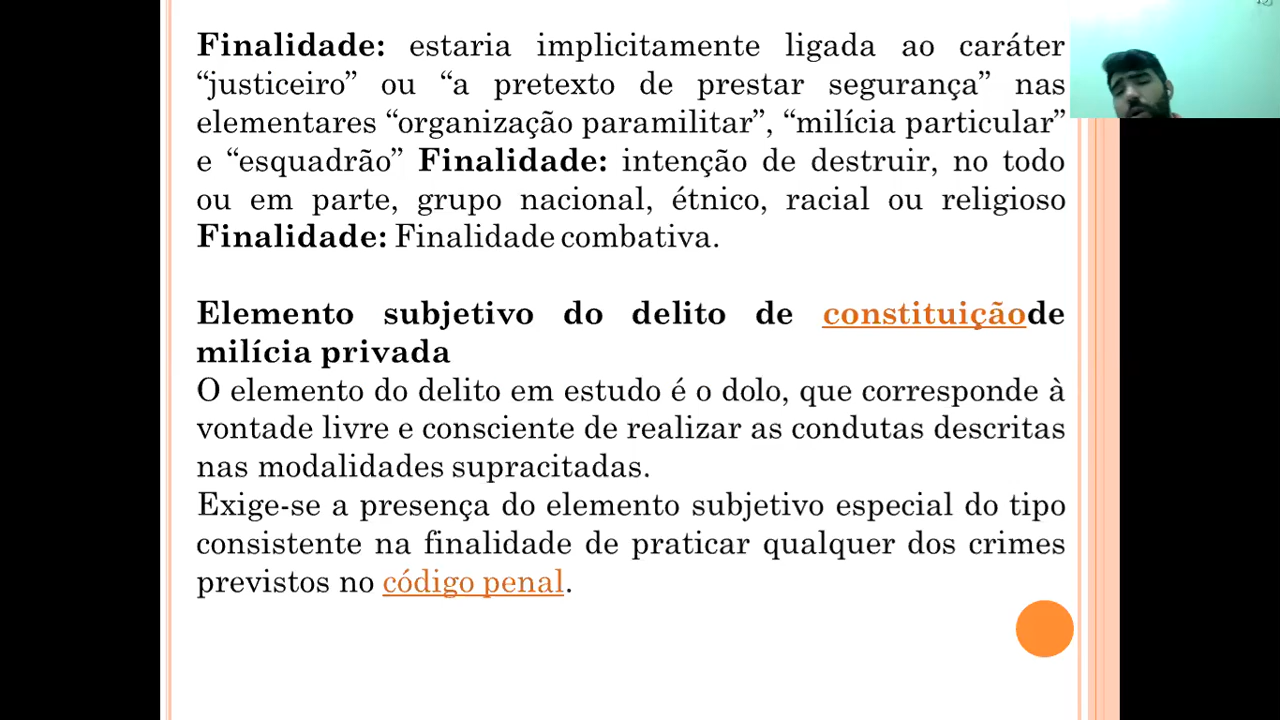 Finalidade: estaria implicitamente ligada ao caráter
“justiceiro” ou “a pretexto de prestar segurança” nas
elementares “organização paramilitar”, “milícia particular”
e “esquadrão” Finalidade: intenção de destruir, no todo
ou em parte, grupo nacional, étnico, racial ou religioso
Finalidade: Finalidade combativa.
Elemento subjetivo do delito de constituiçãode
milícia privada
O elemento do delito em estudo é o dolo, que corresponde à
vontade livre e consciente de realizar as condutas descritas
nas modalidades supracitadas.
Exige-se a presença do elemento subjetivo especial do tipo
consistente na finalidade de praticar qualquer dos crimes
previstos no código penal.